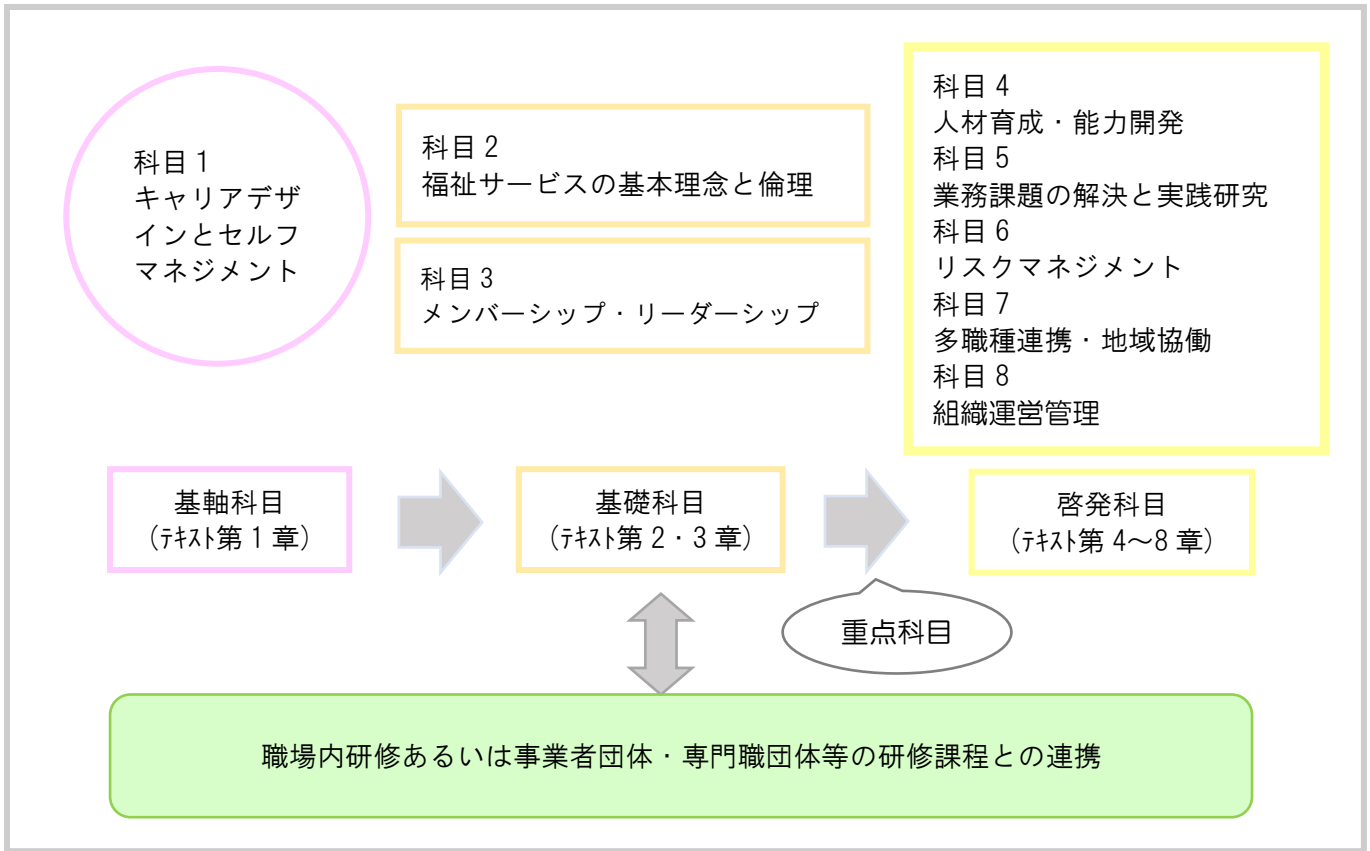 科目1
キャリアデザ
インとセルフ
マネジメント
科目2
福祉サービスの基本理念と倫理
科目3
メンバーシップ・リーダーシップ
科目4
人材育成・能力開発
科目5
業務課題の解決と実践研究
科目6
リスクマネジメント
科目7
多職種連携・地域協働
科目8
組織運営管理
基軸科目
(ﾃｷｽﾄ第1章)
基礎科目
(ﾃｷｽﾄ第2・3章)
啓発科目
(ﾃｷｽﾄ第4～8章)
重点科目
職場内研修あるいは事業者団体・専門職団体等の研修課程との連携